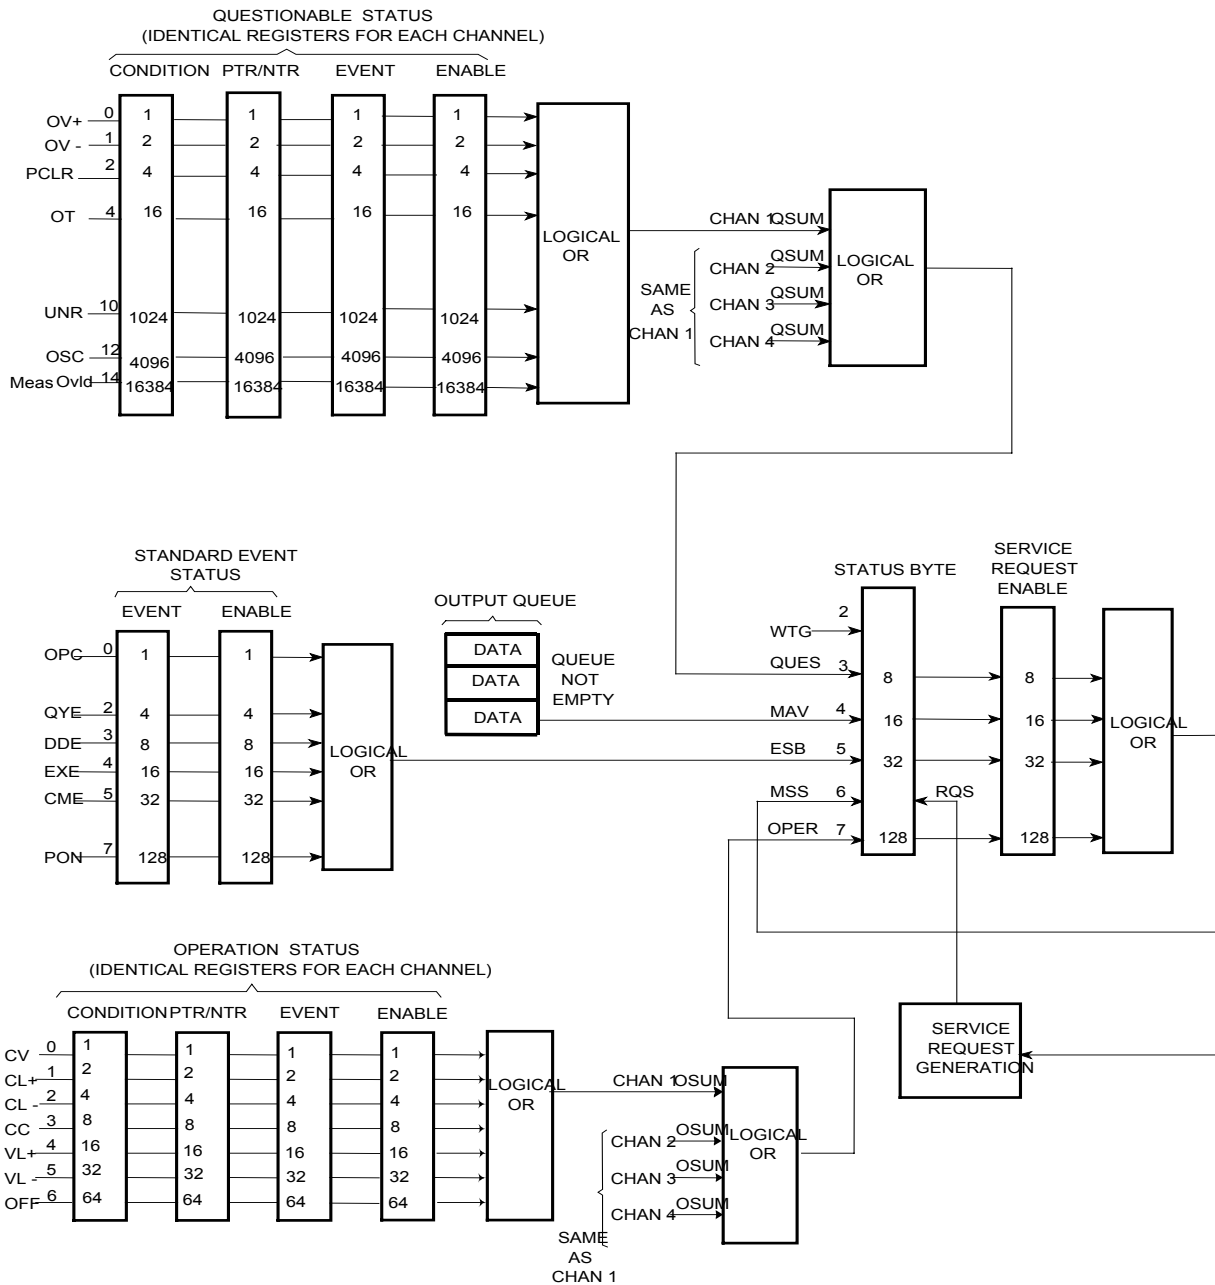 QUESTIONABLE STATUS
(IDENTICAL REGISTERS FOR EACH CHANNEL)
CONDITION PTR/NTR EVENT ENABLE
OV+ 0 1 1 1 1
OV - 1 2 2 2 2
PCLR 2 4 4 4 4
OT 4 16 16 16 16
UNR 10 1024 1024 1024 1024
OSC 12 4096 4096 4096 4096
Meas Ovld 14 16384 16384 16384 16384
LOGICAL
OR
CHAN 1 QSUM
CHAN 2 QSUM
CHAN 3 QSUM
CHAN 4 QSUM
SAME
AS
CHAN 1
LOGICAL
OR
STANDARD EVENT
STATUS
EVENT ENABLE
OPC 0 1 1
QYE 2 4 4
DDE 3 8 8
EXE 4 16 16
CME 5 32 32
PON 7 128 128
LOGICAL
OR
OUTPUT QUEUE
DATA
DATA
DATA
QUEUE
NOT
EMPTY
STATUS BYTE
SERVICE
REQUEST
ENABLE
WTG 2
QUES 3 8 8
MAV 4 16 16
ESB 5 32 32
MSS 6 RQS
OPER 7 128 128
LOGICAL
OR
SERVICE
REQUEST
GENERATION
OPERATION STATUS
(IDENTICAL REGISTERS FOR EACH CHANNEL)
CONDITION PTR/NTR EVENT ENABLE
CV 0 1 1 1 1
CL+ 1 2 2 2 2
CL - 2 4 4 4 4
CC 3 8 8 8 8
VL+ 4 16 16 16 16
VL - 5 32 32 32 32
OFF 6 64 64 64 64
LOGICAL
OR
CHAN 1 OSUM
CHAN 2 OSUM
CHAN 3 OSUM
CHAN 4 OSUM
SAME
AS
CHAN 1
LOGICAL
OR